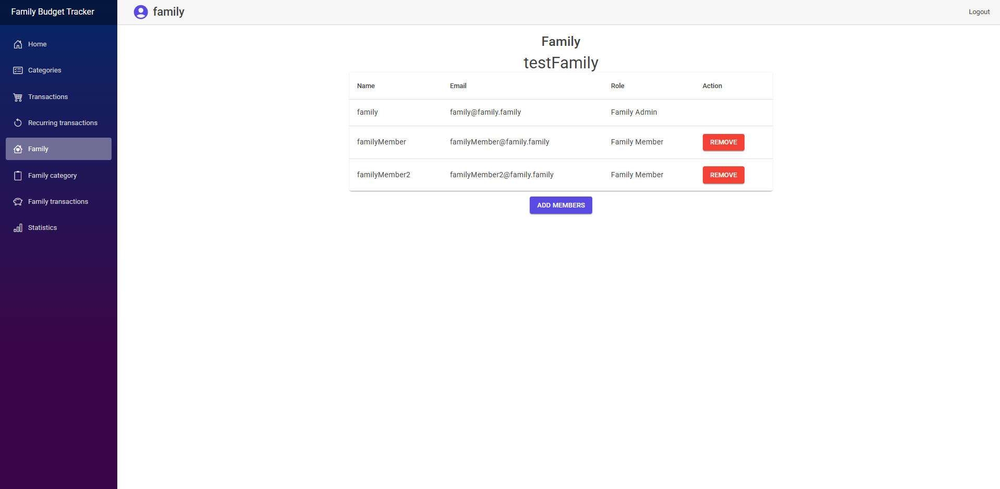 Family Budget Tracker
family
Logout
Home
Categories
Transactions
Recurring transactions
Family
Family category
Family transactions
Statistics
Family
testFamily
Name Email Role Action
family family@family.family Family Admin
familyMember familyMember@family.family Family Member REMOVE
familyMember2 familyMember2@family.family Family Member REMOVE
ADD MEMBERS